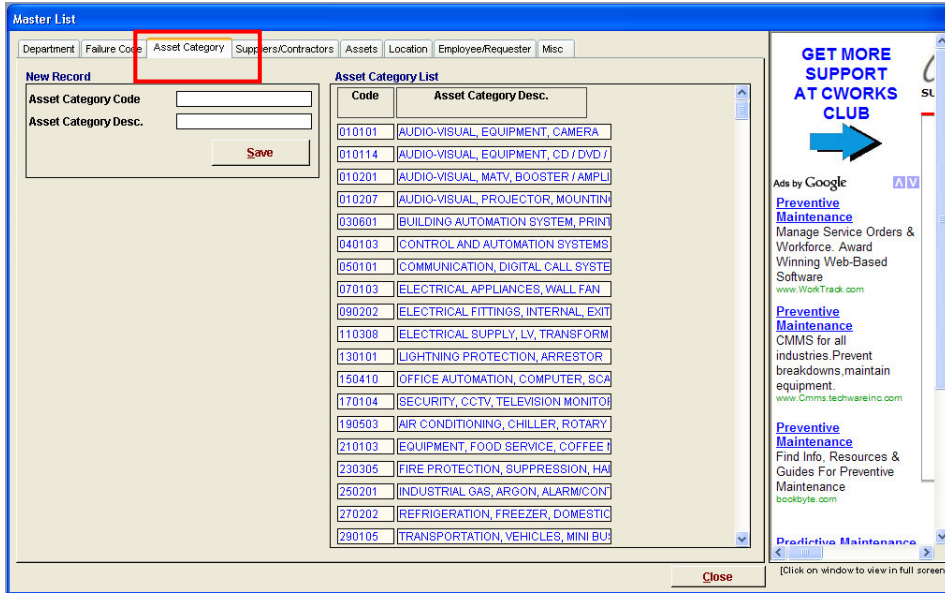 Master List
Department Failure Code Asset Category Suppliers/Contractors Assets Location Employee/Requester Misc
New Record
Asset Category Code
Asset Category Desc.
Save
Asset Category List
Code Asset Category Desc.
010101 AUDIO-VISUAL, EQUIPMENT, CAMERA
010114 AUDIO-VISUAL, EQUIPMENT, CD / DVD /
010201 AUDIO-VISUAL, MATV, BOOSTER / AMPLI
010207 AUDIO-VISUAL, PROJECTOR, MOUNTIN
030601 BUILDING AUTOMATION SYSTEM, PRINT
040103 CONTROL AND AUTOMATION SYSTEMS
050101 COMMUNICATION, DIGITAL CALL SYSTE
070103 ELECTRICAL APPLIANCES, WALL FAN
090202 ELECTRICAL FITTINGS, INTERNAL, EXIT
110308 ELECTRICAL SUPPLY, LV, TRANSFORM
130101 LIGHTNING PROTECTION, ARRESTOR
150410 OFFICE AUTOMATION, COMPUTER, SCA
170104 SECURITY, CCTV, TELEVISION MONITOR
190503 AIR CONDITIONING, CHILLER, ROTARY
210103 EQUIPMENT, FOOD SERVICE, COFFEE
230305 FIRE PROTECTION, SUPPRESSION, HAL
250201 INDUSTRIAL GAS, ARGON, ALARM/CONT
270202 REFRIGERATION, FREEZER, DOMESTIC
290105 TRANSPORTATION, VEHICLES, MINI BUS
Close
GET MORE
SUPPORT
AT CWORKS
CLUB
Ads by Google
Preventive
Maintenance
Manage Service Orders &
Workforce. Award
Winning Web-Based
Software
www.WorkTrack.com
Preventive
Maintenance
CMMS for all
industries.Prevent
breakdowns,maintain
equipment.
www.Cmms.techwareinc.com
Preventive
Maintenance
Find Info, Resources &
Guides For Preventive
Maintenance
bookbyte.com
Predictive Maintenance
[Click on window to view in full screen